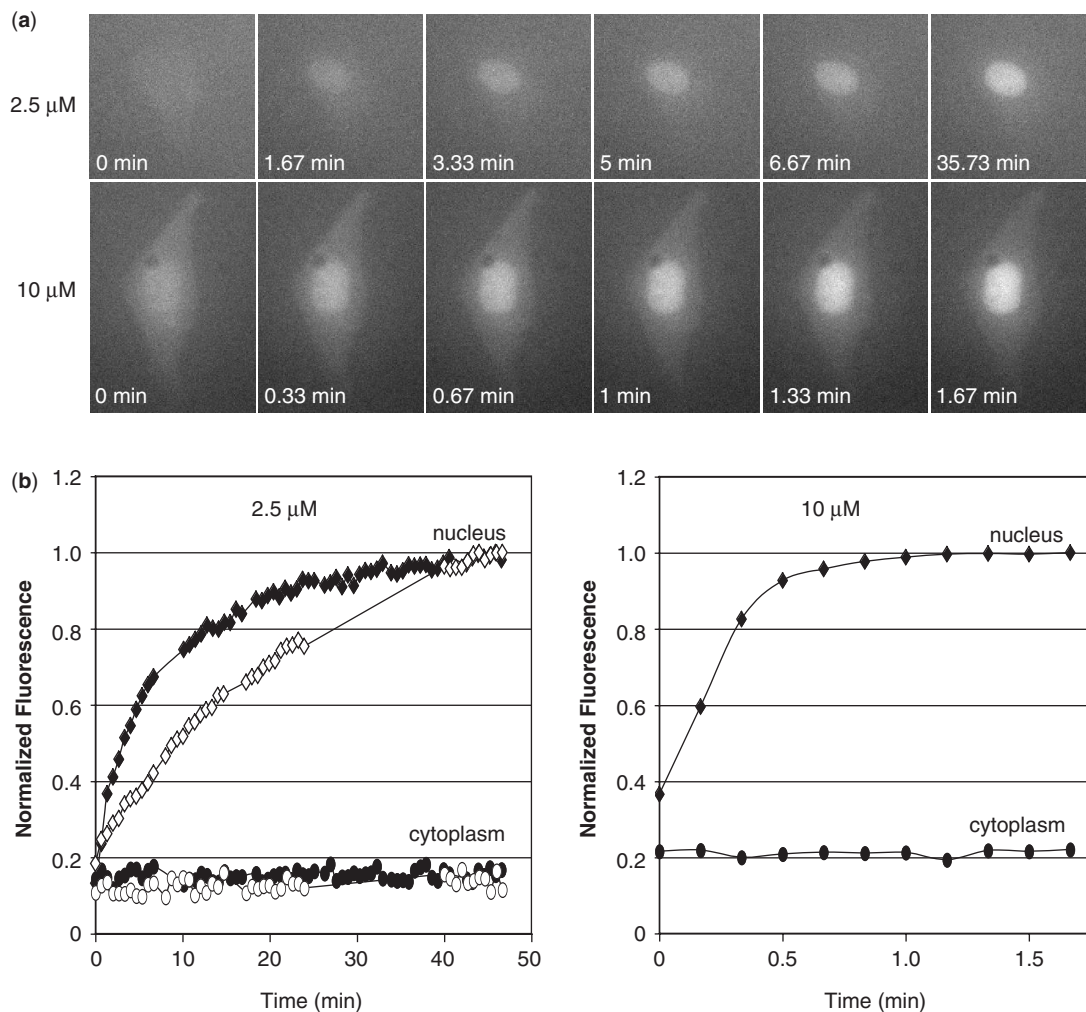 (a)
2.5 µM
0 min
1.67 min
3.33 min
5 min
6.67 min
35.73 min
10 µM
0 min
0.33 min
0.67 min
1 min
1.33 min
1.67 min
(b)
Normalized Fluorescence
1.2
1.0
0.8
0.6
0.4
0.2
0
2.5 µM
nucleus
cytoplasm
0 10 20 30 40 50
Time (min)
Normalized Fluorescence
1.2
1.0
0.8
0.6
0.4
0.2
0
10 µM
nucleus
cytoplasm
0 0.5 1.0 1.5
Time (min)